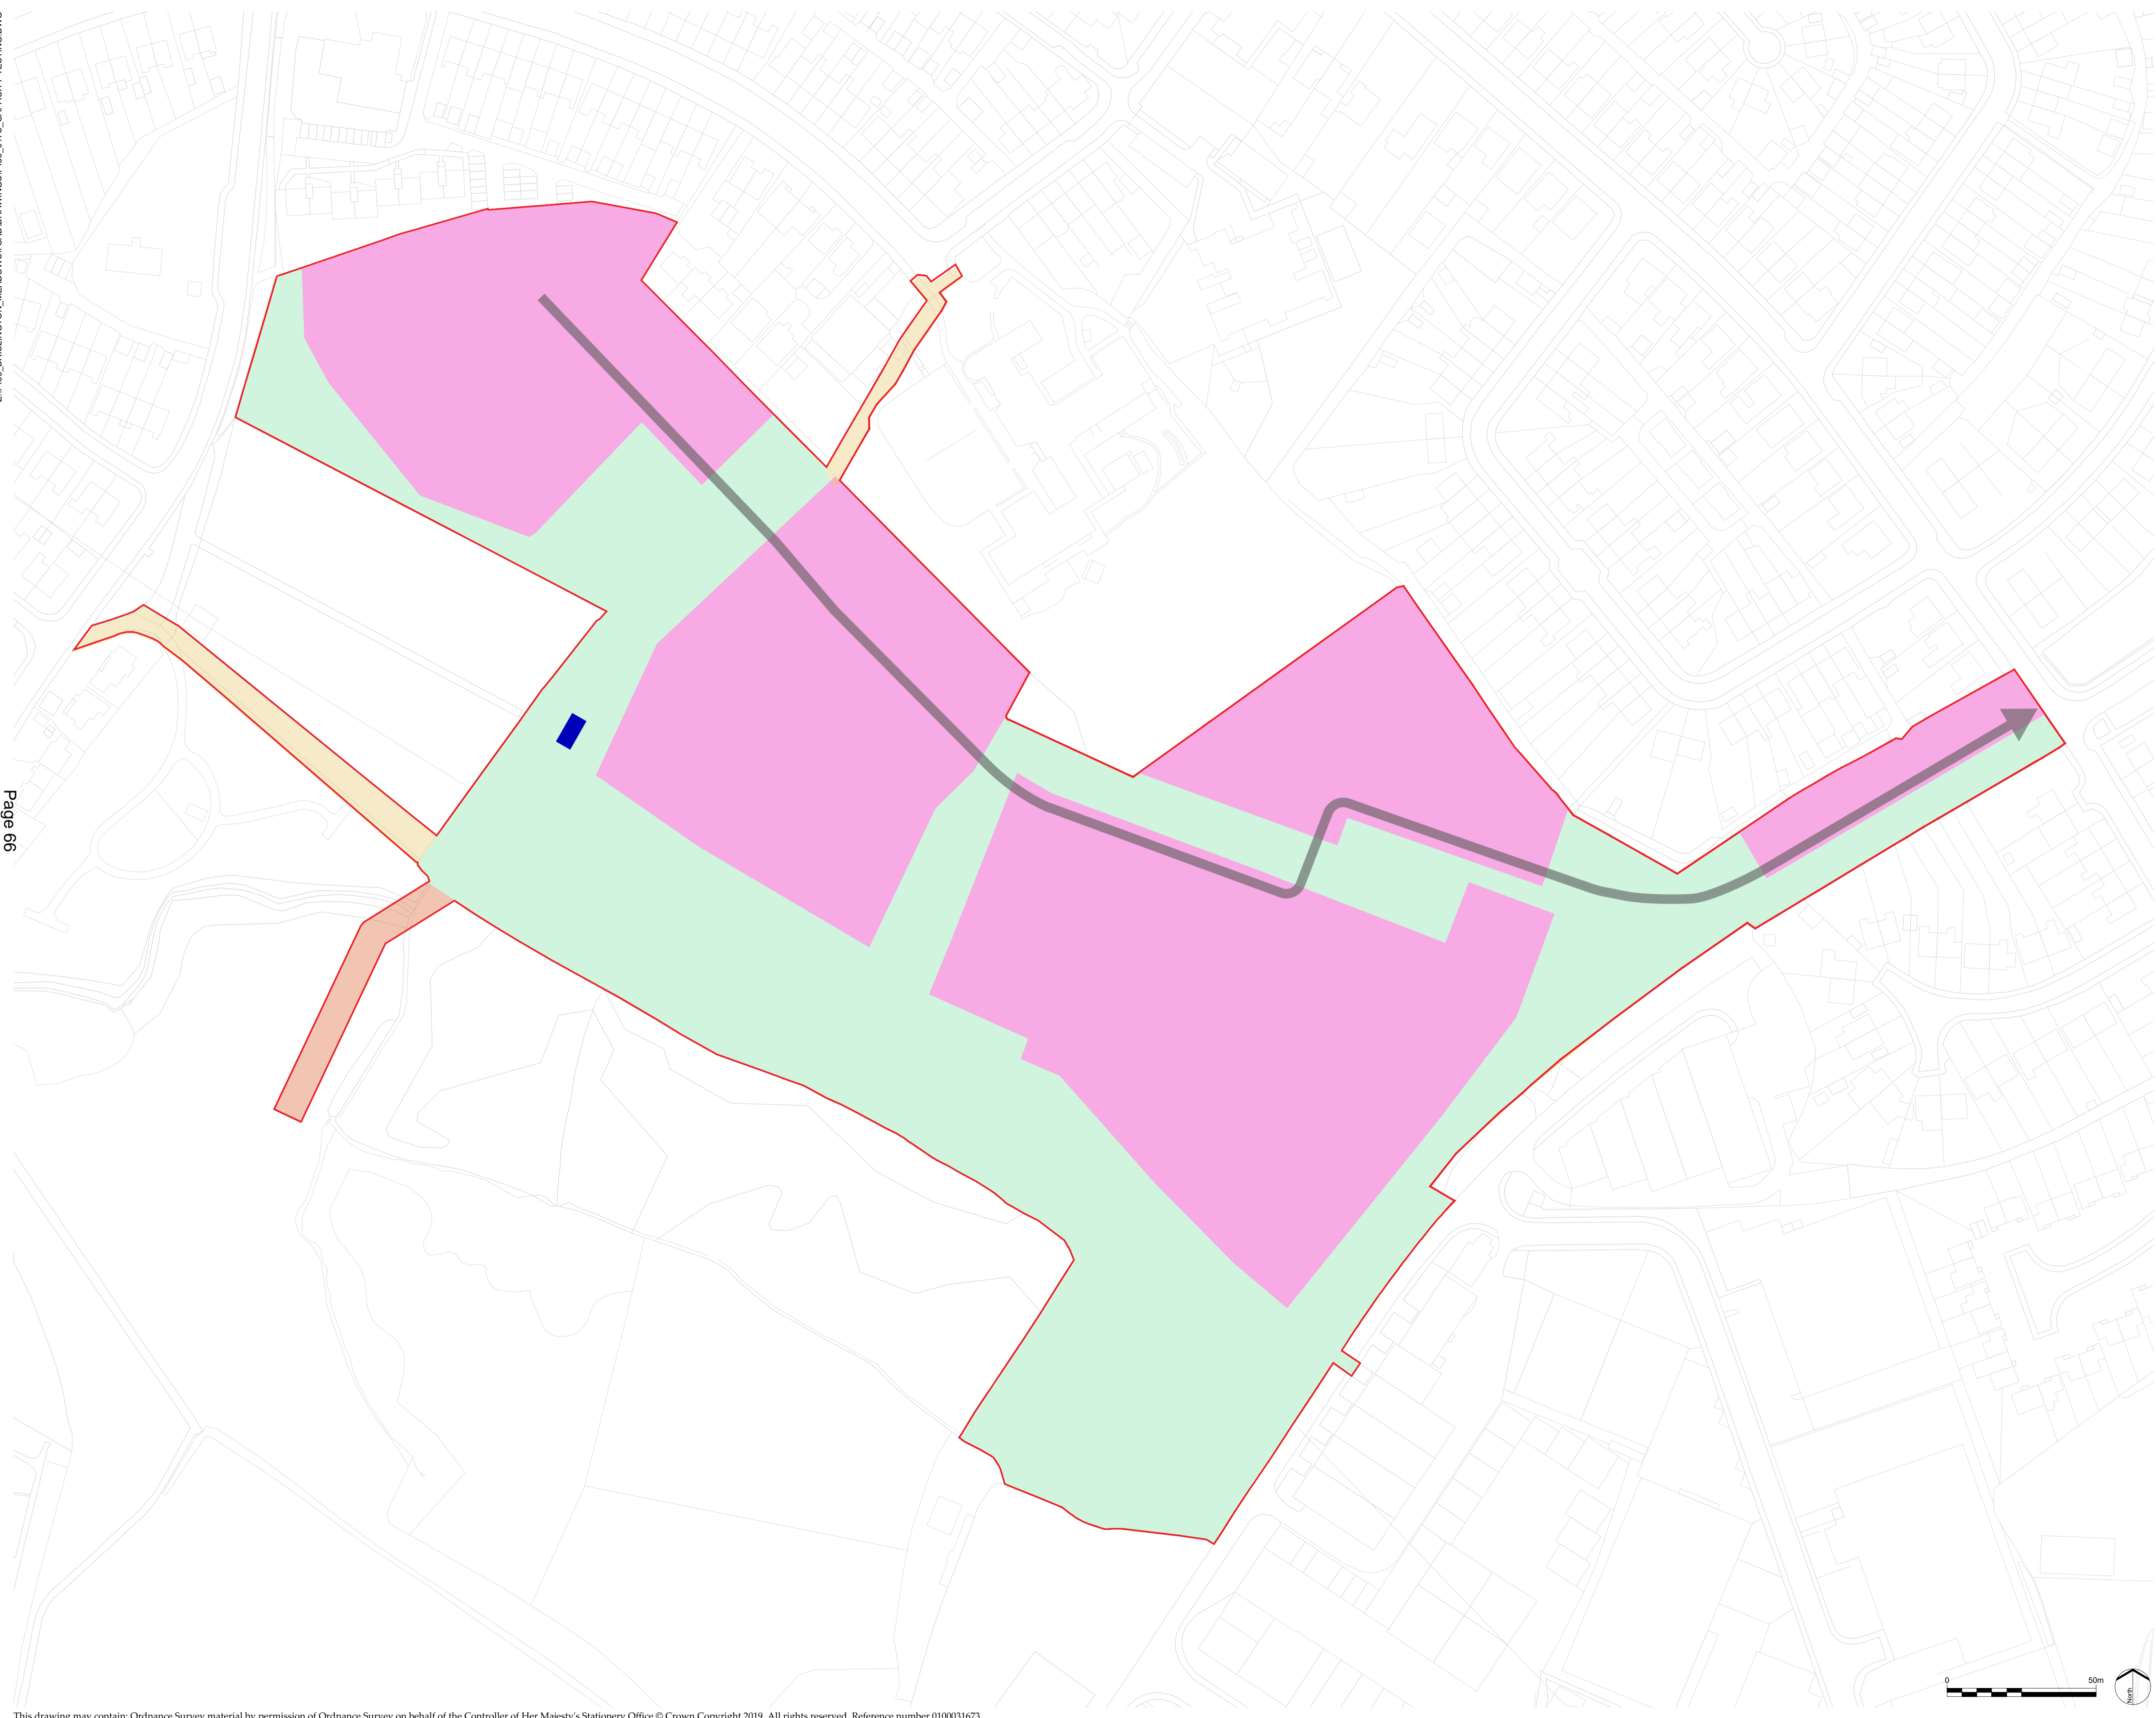 Page 66
0 50m
North
This drawing may contain: Ordnance Survey material by permission of Ordnance Survey on behalf of the Controller of Her Majesty's Stationery Office © Crown Copyright 2019. All rights reserved. Reference number 0100031673